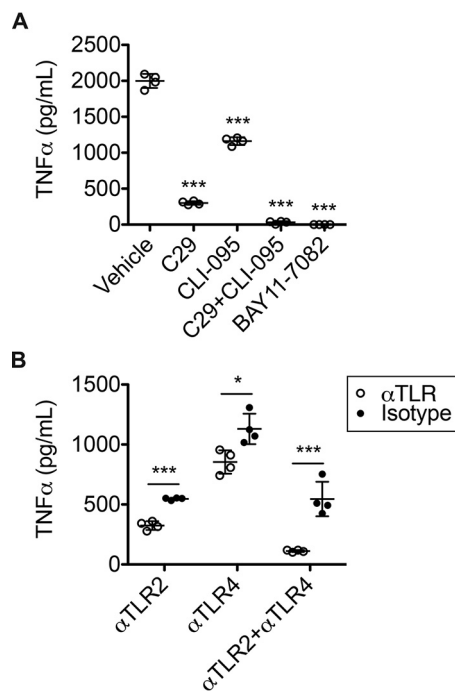 A
TNFα (pg/mL)
2500
2000
1500
1000
500
0
***
***
***
***
Vehicle
C29
CLI-095
C29+CLI-095
BAY11-7082
B
TNFα (pg/mL)
1500
1000
500
0
***
*
***
αTLR
Isotype
αTLR2
αTLR4
αTLR2+αTLR4